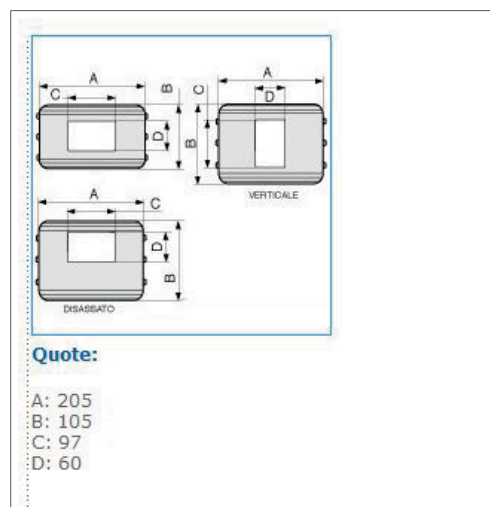 A
C
B
D
A
C
D
B
VERTICALE
A
C
D
B
DISASSATO
Quote:
A: 205
B: 105
C: 97
D: 60